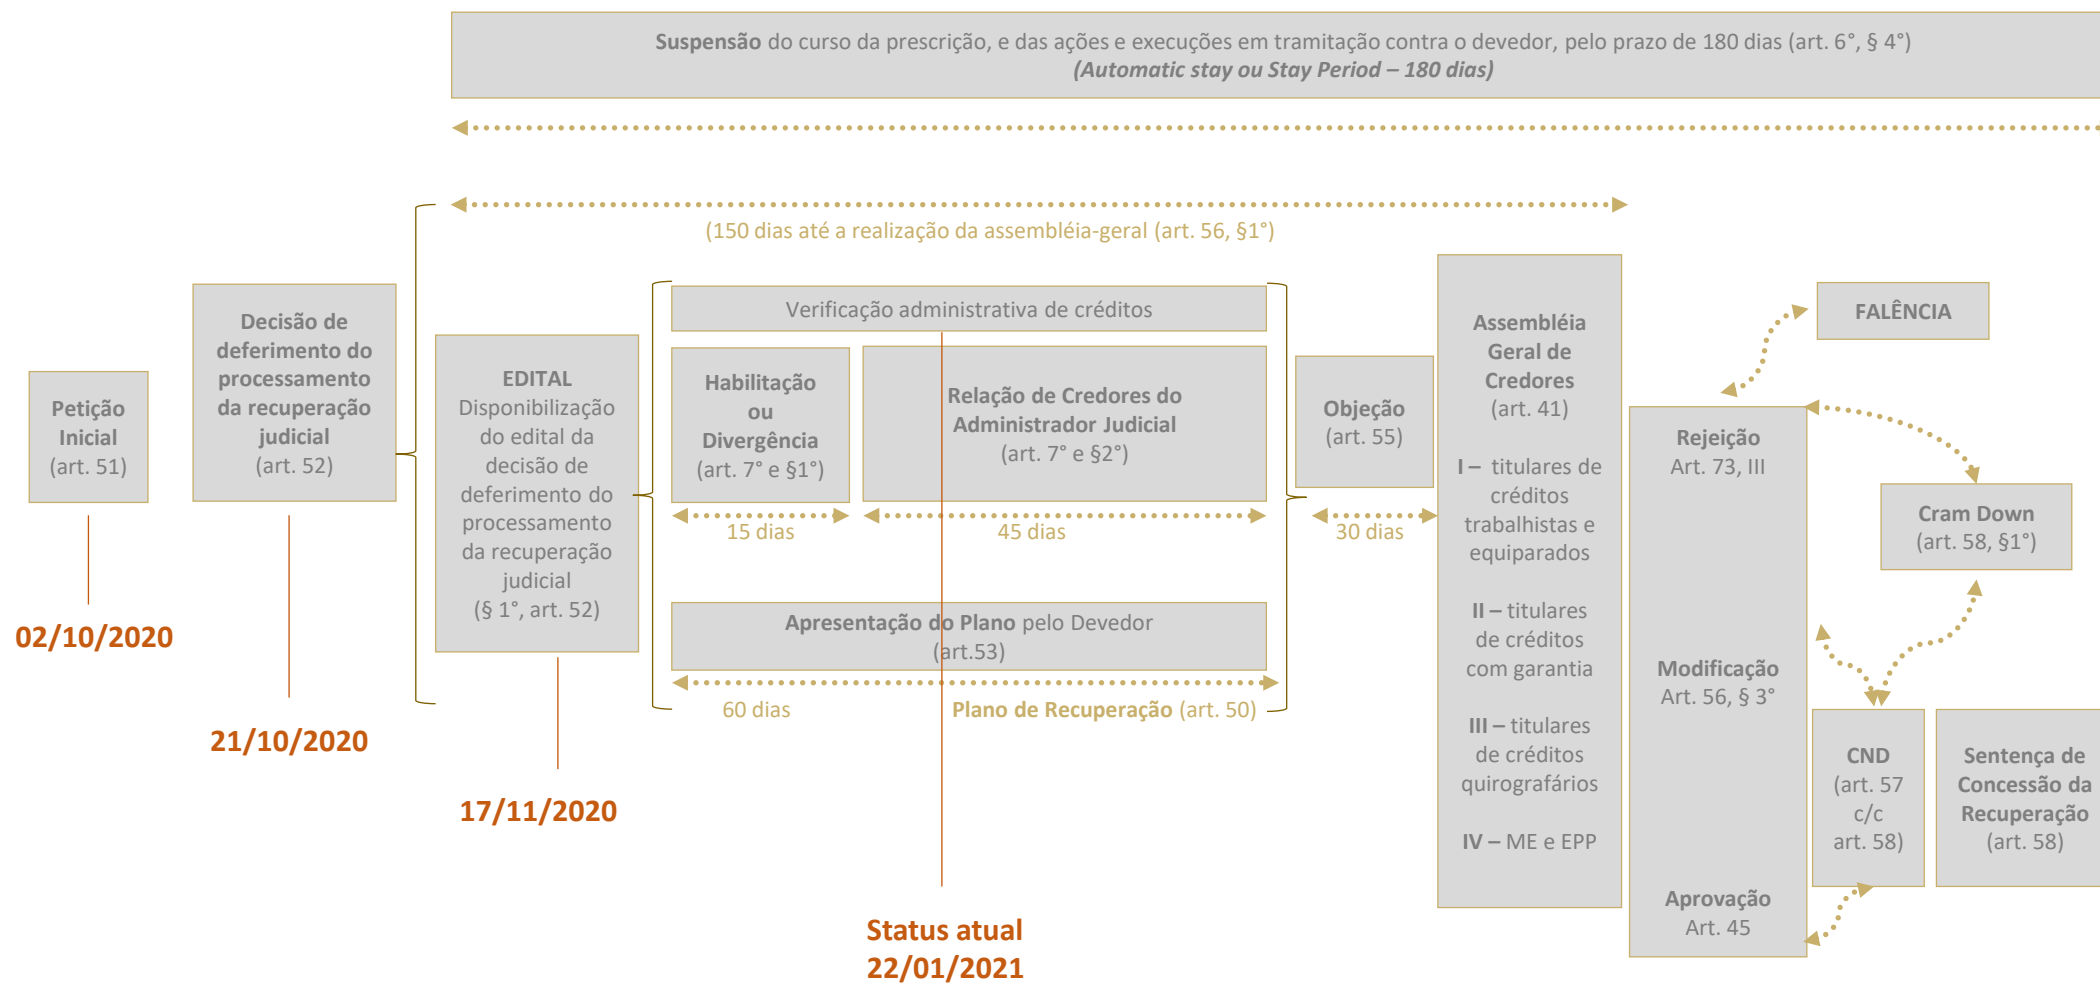 Suspensão do curso da prescrição, e das ações e execuções em tramitação contra o devedor, pelo prazo de 180 dias (art. 6°, § 4°)
(Automatic stay ou Stay Period – 180 dias)
(150 dias até a realização da assembléia-geral (art. 56, §1°)
Petição
Inicial
(art. 51)
02/10/2020
Decisão de
deferimento do
processamento
da recuperação
judicial
(art. 52)
21/10/2020
EDITAL
Disponibilização
do edital da
decisão de
deferimento do
processamento
da recuperação
judicial
(§ 1°, art. 52)
17/11/2020
Verificação administrativa de créditos
Habilitação
ou
Divergência
(art. 7° e §1°)
15 dias
Relação de Credores do
Administrador Judicial
(art. 7° e §2°)
45 dias
Apresentação do Plano pelo Devedor
(art.53)
60 dias
Plano de Recuperação (art. 50)
Status atual
22/01/2021
Objeção
(art. 55)
30 dias
Assembléia
Geral de
Credores
(art. 41)
I – titulares de
créditos
trabalhistas e
equiparados
II – titulares
de créditos
com garantia
III – titulares
de créditos
quirografários
IV – ME e EPP
Rejeição
Art. 73, III
Modificação
Art. 56, § 3°
Aprovação
Art. 45
FALÊNCIA
Cram Down
(art. 58, §1°)
CND
(art. 57
c/c
art. 58)
Sentença de
Concessão da
Recuperação
(art. 58)